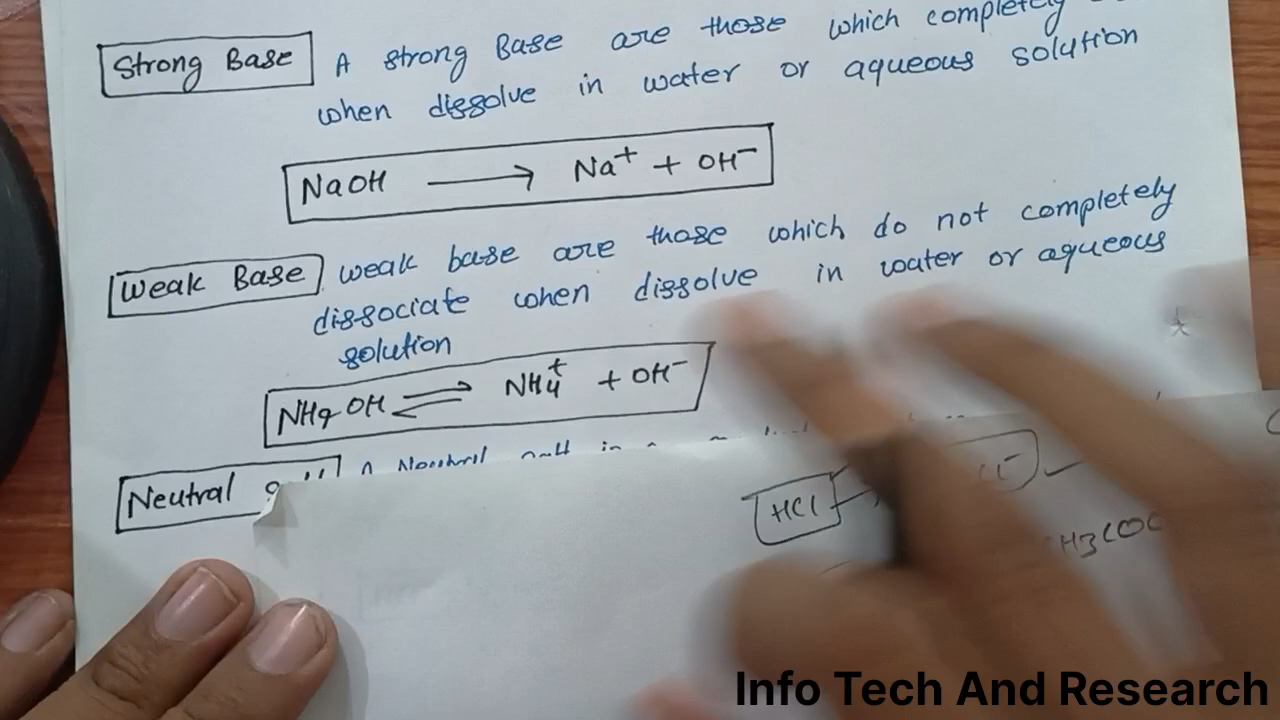 Strong Base A strong Base are those which completely
when dissolve in water or aqueous solution
NaOH ⟶ Na⁺ + OH⁻
Weak Base weak base are those which do not completely
dissociate when dissolve in water or aqueous
solution
NH4OH ⇌ NH4⁺ + OH⁻
Neutral
HCl
Info Tech And Research